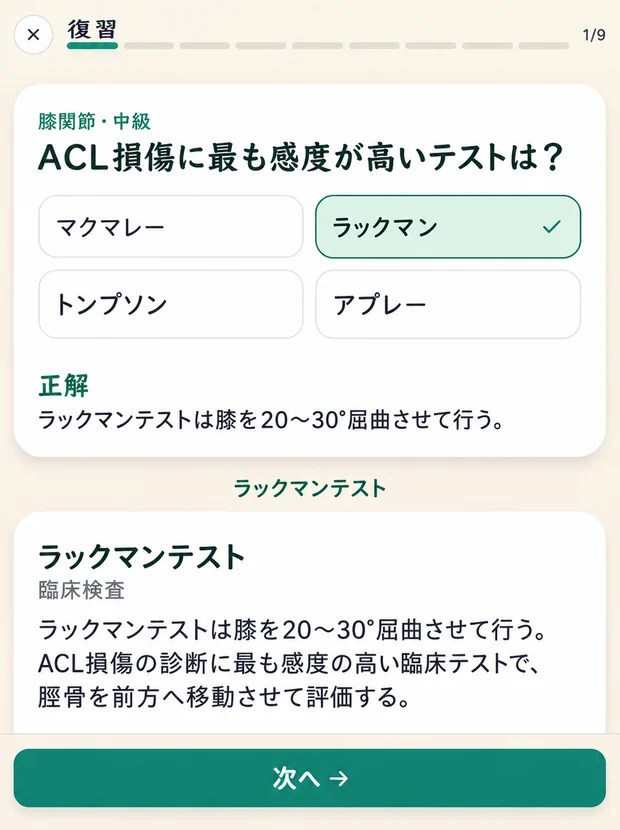 ×
復習
1/9
膝関節・中級
ACL損傷に最も感度が高いテストは？
マクマレー
ラックマン ✓
トンプソン
アプレー
正解
ラックマンテストは膝を20〜30°屈曲させて行う。
ラックマンテスト
ラックマンテスト
臨床検査
ラックマンテストは膝を20〜30°屈曲させて行う。
ACL損傷の診断に最も感度の高い臨床テストで、
脛骨を前方へ移動させて評価する。
次へ →